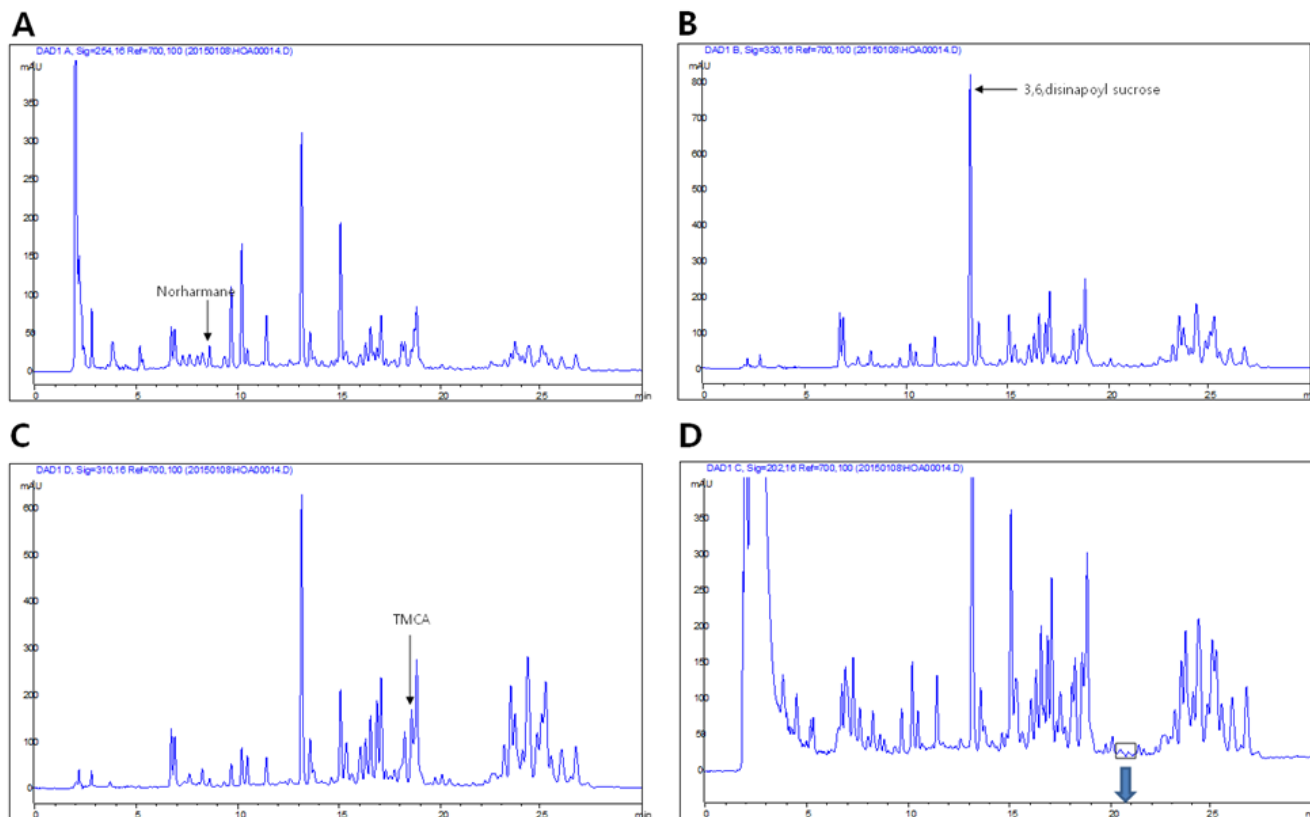 A
DAD1 A, Sig=254,16 Ref=700,100 (20150108\HOA00014.D)
mAU
350
300
250
200
150
100
50
0
Norharmane
0 5 10 15 20 25 min
B
DAD1 B, Sig=330,16 Ref=700,100 (20150108\HOA00014.D)
mAU
800
700
600
500
400
300
200
100
0
3,6,disinapoyl sucrose
0 5 10 15 20 25 min
C
DAD1 D, Sig=310,16 Ref=700,100 (20150108\HOA00014.D)
mAU
600
500
400
300
200
100
0
TMCA
0 5 10 15 20 25 min
D
DAD1 C, Sig=202,16 Ref=700,100 (20150108\HOA00014.D)
mAU
350
300
250
200
150
100
50
0
0 5 10 15 20 25